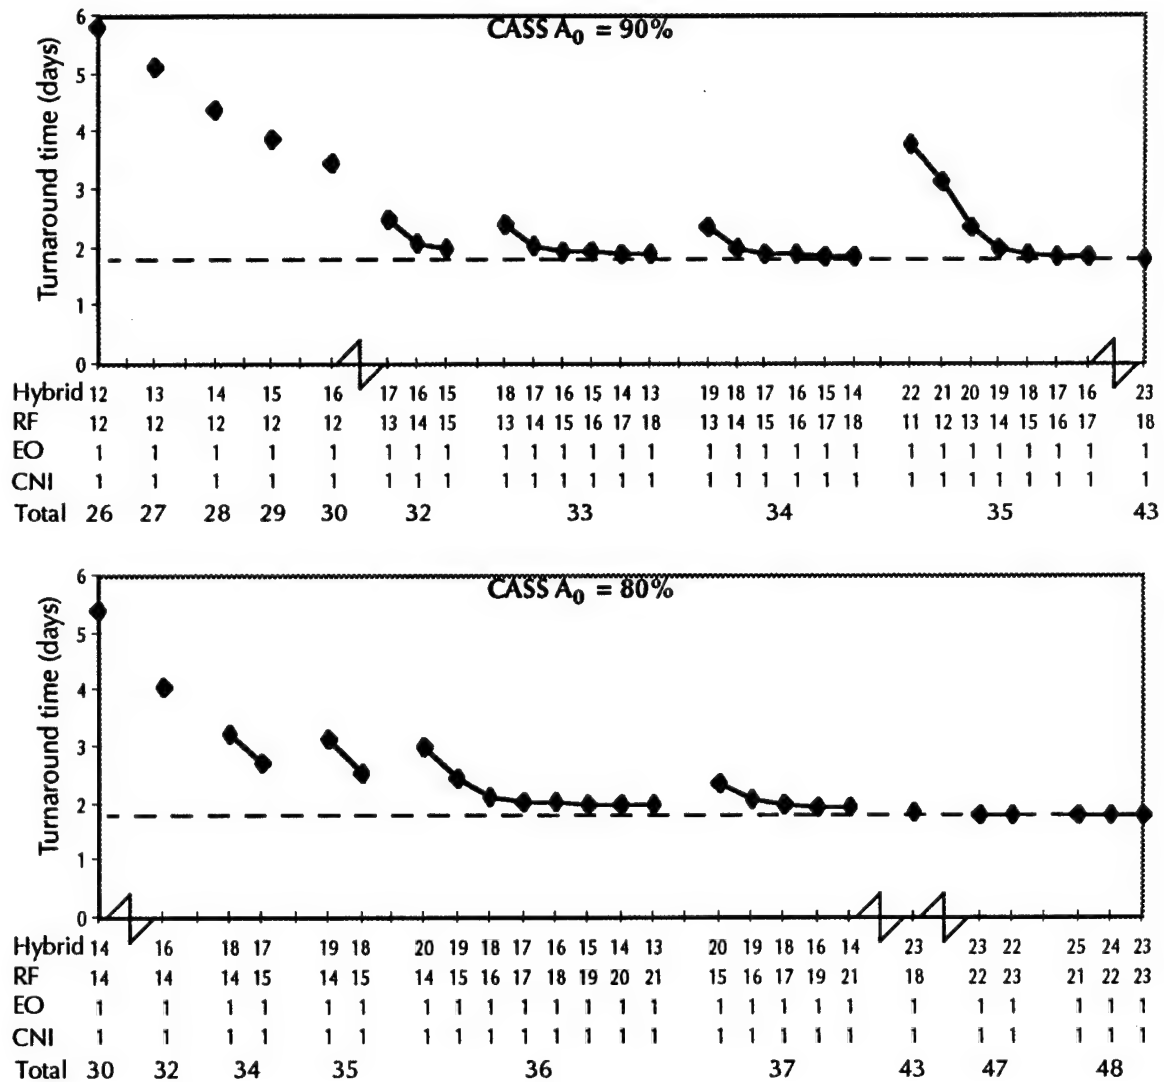 CASS A₀ = 90%
Turnaround time (days)
6
5
4
3
2
1
0
Hybrid 12 13 14 15 16 17 16 15 18 17 16 15 14 13 19 18 17 16 15 14 22 21 20 19 18 17 16 23
RF 12 12 12 12 12 13 14 15 13 14 15 16 17 18 13 14 15 16 17 18 11 12 13 14 15 16 17 18
EO 1 1 1 1 1 1 1 1 1 1 1 1 1 1 1 1 1 1 1 1 1 1 1 1 1 1 1 1
CNI 1 1 1 1 1 1 1 1 1 1 1 1 1 1 1 1 1 1 1 1 1 1 1 1 1 1 1 1
Total 26 27 28 29 30 32 33 34 35 43
CASS A₀ = 80%
Turnaround time (days)
6
5
4
3
2
1
0
Hybrid 14 16 18 17 19 18 20 19 18 17 16 15 14 13 20 19 18 16 14 23 23 22 25 24 23
RF 14 14 14 15 14 15 14 15 16 17 18 19 20 21 15 16 17 19 21 18 22 23 21 22 23
EO 1 1 1 1 1 1 1 1 1 1 1 1 1 1 1 1 1 1 1 1 1 1 1 1 1
CNI 1 1 1 1 1 1 1 1 1 1 1 1 1 1 1 1 1 1 1 1 1 1 1 1 1
Total 30 32 34 35 36 37 43 47 48